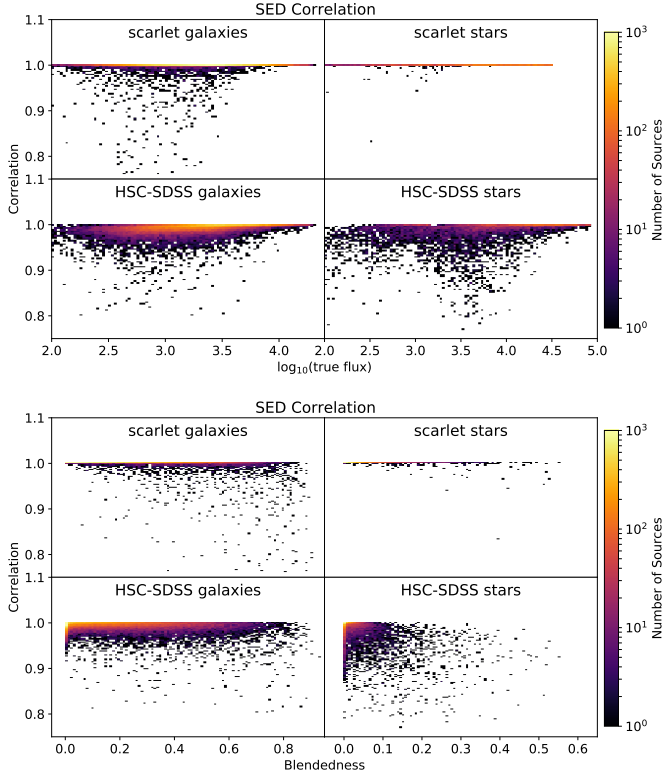 SED Correlation
scarlet galaxies
scarlet stars
HSC-SDSS galaxies
HSC-SDSS stars
1.1
1.0
0.9
0.8
1.1
1.0
0.9
0.8
Correlation
2.0 2.5 3.0 3.5 4.0 2.0 2.5 3.0 3.5 4.0 4.5 5.0
log₁₀(true flux)
10³
10²
10¹
10⁰
Number of Sources
SED Correlation
scarlet galaxies
scarlet stars
HSC-SDSS galaxies
HSC-SDSS stars
1.1
1.0
0.9
0.8
1.1
1.0
0.9
0.8
Correlation
0.0 0.2 0.4 0.6 0.8 0.0 0.1 0.2 0.3 0.4 0.5 0.6
Blendedness
10³
10²
10¹
10⁰
Number of Sources